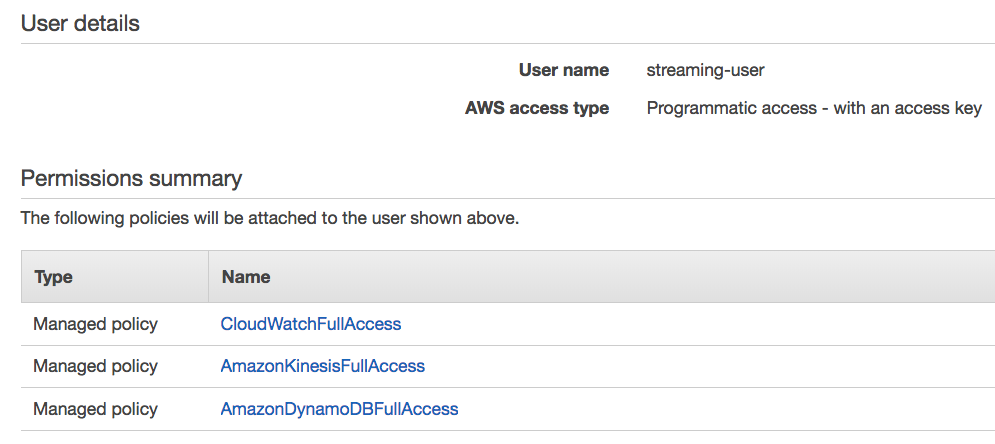 User details
User name streaming-user
AWS access type Programmatic access - with an access key
Permissions summary
The following policies will be attached to the user shown above.
Type Name
Managed policy CloudWatchFullAccess
Managed policy AmazonKinesisFullAccess
Managed policy AmazonDynamoDBFullAccess